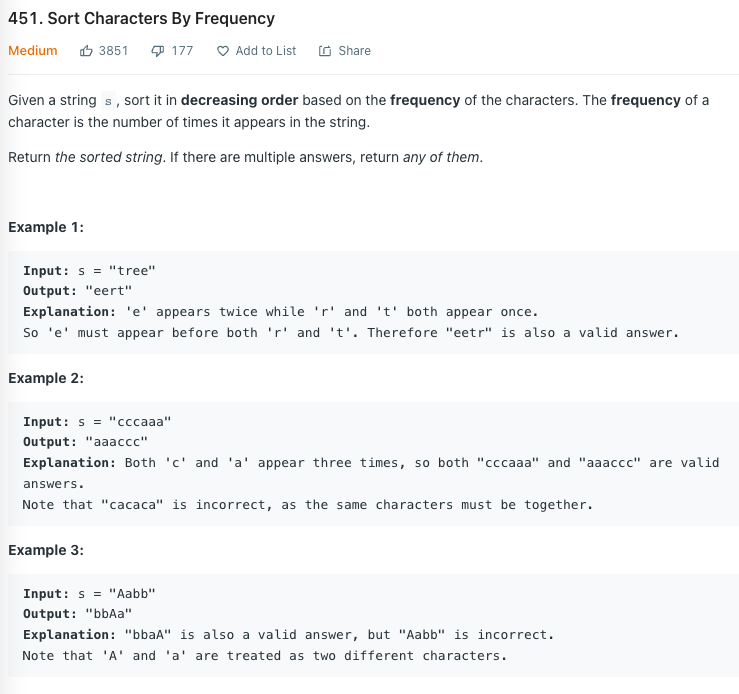 451. Sort Characters By Frequency
Medium 3851 177 Add to List Share
Given a string s, sort it in decreasing order based on the frequency of the characters. The frequency of a
character is the number of times it appears in the string.
Return the sorted string. If there are multiple answers, return any of them.
Example 1:
Input: s = "tree"
Output: "eert"
Explanation: 'e' appears twice while 'r' and 't' both appear once.
So 'e' must appear before both 'r' and 't'. Therefore "eetr" is also a valid answer.
Example 2:
Input: s = "cccaaa"
Output: "aaaccc"
Explanation: Both 'c' and 'a' appear three times, so both "cccaaa" and "aaaccc" are valid
answers.
Note that "cacaca" is incorrect, as the same characters must be together.
Example 3:
Input: s = "Aabb"
Output: "bbAa"
Explanation: "bbaA" is also a valid answer, but "Aabb" is incorrect.
Note that 'A' and 'a' are treated as two different characters.